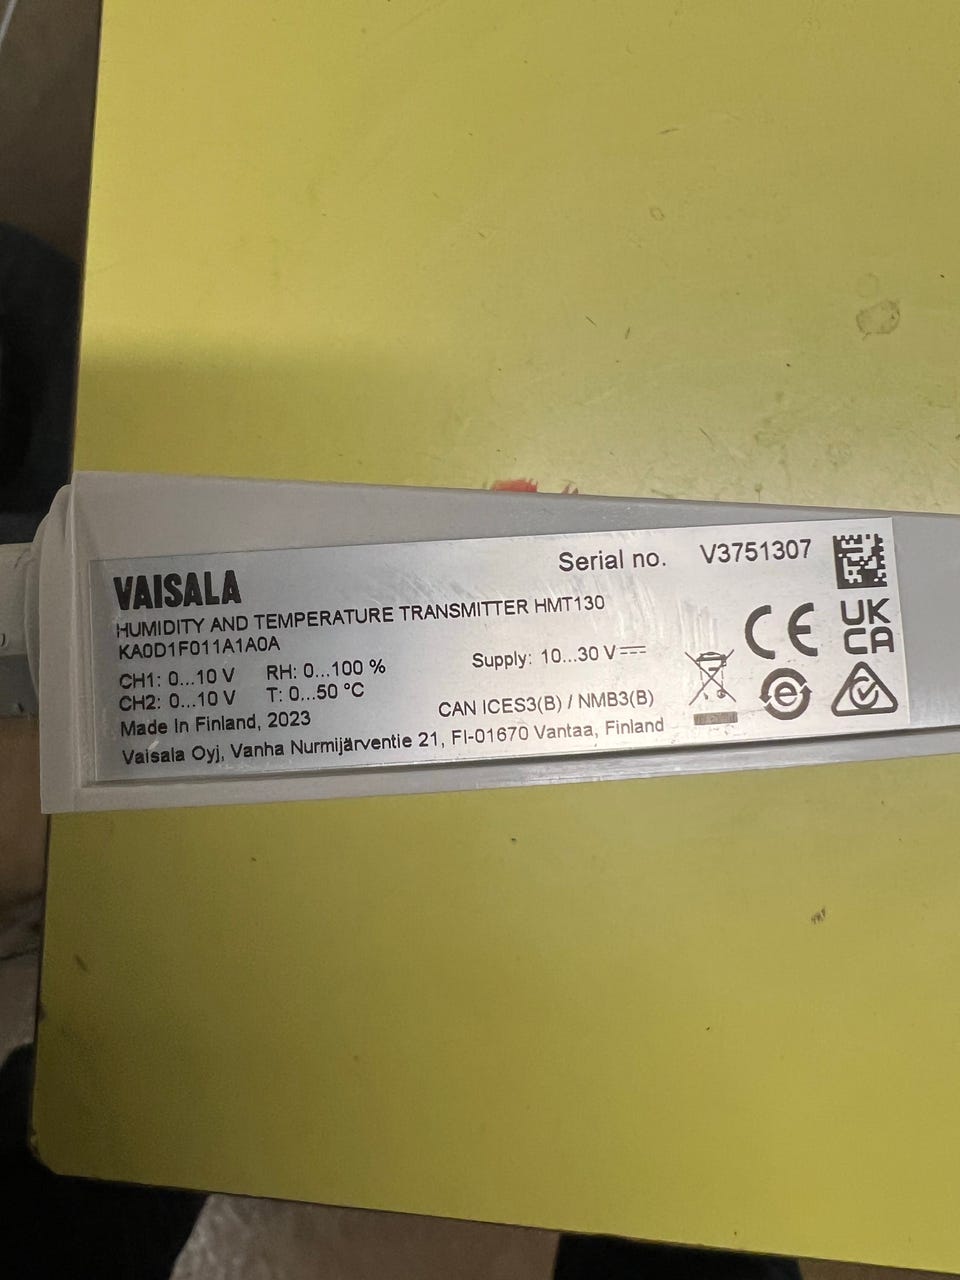 VAISALA
Serial no. V3751307
HUMIDITY AND TEMPERATURE TRANSMITTER HMT130
KA0D1F011A1A0A
CH1: 0...10 V RH: 0...100 %
CH2: 0...10 V T: 0...50 °C
Supply: 10...30 V
Made In Finland, 2023
CAN ICES3(B) / NMB3(B)
Vaisala Oyj, Vanha Nurmijärventie 21, FI-01670 Vantaa, Finland
CE
UK
CA
e